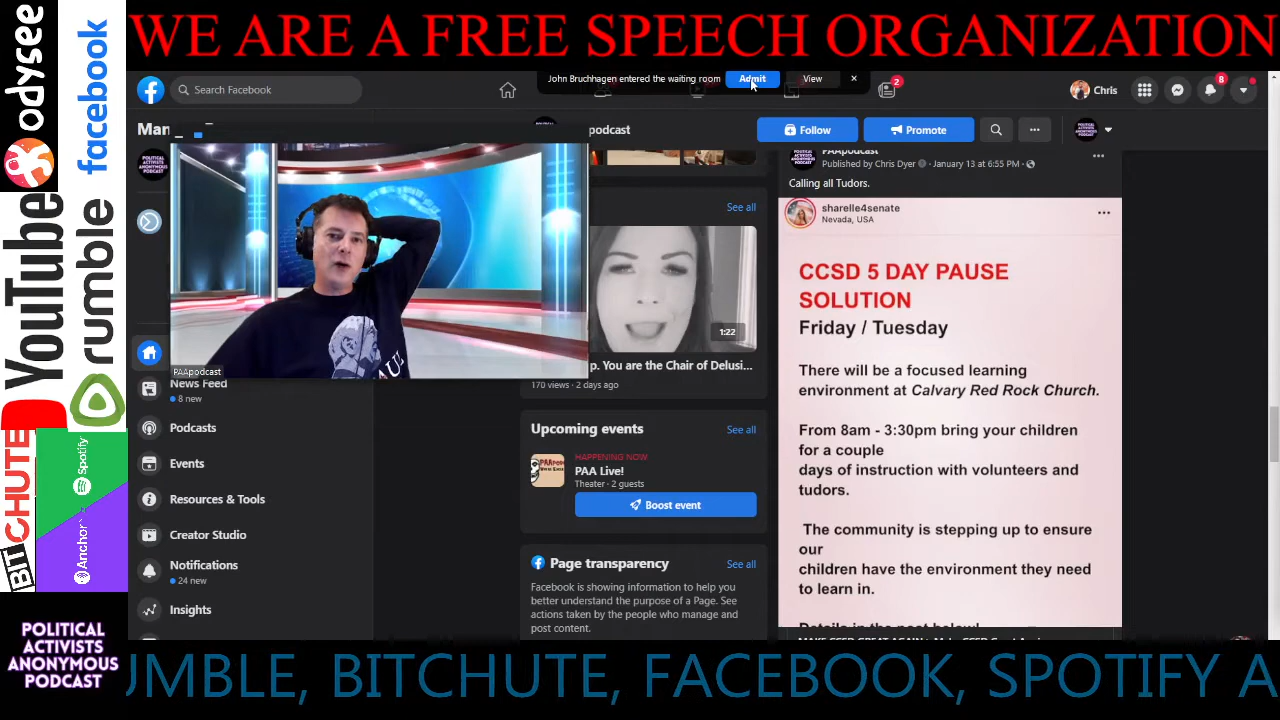 WE ARE A FREE SPEECH ORGANIZATION
odysee
facebook
YouTube
rumble
BITCHUTE
Spotify
Anchor
POLITICAL
ACTIVISTS
ANONYMOUS
PODCAST
Search Facebook
John Bruchhagen entered the waiting room
Admit
View
2
Chris
8
Man
podcast
Follow
Promote
PAApodcast
News Feed
8 new
Podcasts
Events
Resources & Tools
Creator Studio
Notifications
24 new
Insights
See all
1:22
p. You are the Chair of Delusi...
170 views · 2 days ago
Upcoming events
See all
HAPPENING NOW
PAA Live!
Theater · 2 guests
Boost event
Page transparency
See all
Facebook is showing information to help you
better understand the purpose of a Page. See
actions taken by the people who manage and
post content.
PAApodcast
Published by Chris Dyer · January 13 at 6:55 PM ·
Calling all Tudors.
sharelle4senate
Nevada, USA
CCSD 5 DAY PAUSE
SOLUTION
Friday / Tuesday
There will be a focused learning
environment at Calvary Red Rock Church.
From 8am - 3:30pm bring your children
for a couple
days of instruction with volunteers and
tudors.
The community is stepping up to ensure
our
children have the environment they need
to learn in.
Details in the post below!
UMBLE, BITCHUTE, FACEBOOK, SPOTIFY A